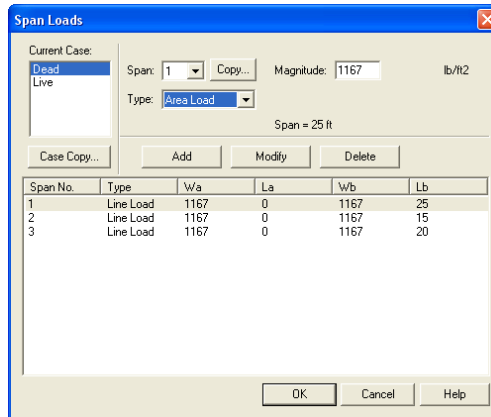 Span Loads
Current Case:
Dead
Live
Span: 1 Copy... Magnitude: 1167 lb/ft2
Type: Area Load
Span = 25 ft
Case Copy... Add Modify Delete
Span No. Type Wa La Wb Lb
1 Line Load 1167 0 1167 25
2 Line Load 1167 0 1167 15
3 Line Load 1167 0 1167 20
OK Cancel Help